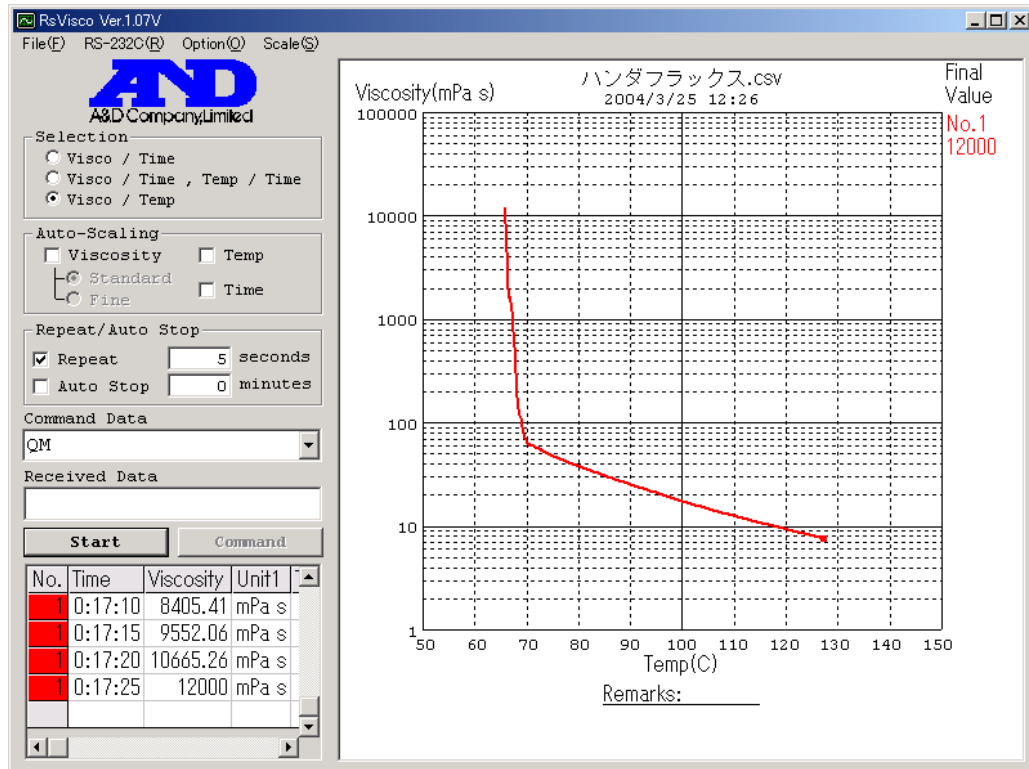 RsVisco Ver.1.07V
File(F) RS-232C(R) Option(O) Scale(S)
AND
A&D Company,Limited
Selection
Visco / Time
Visco / Time , Temp / Time
Visco / Temp
Auto-Scaling
Viscosity
Temp
Standard
Fine
Time
Repeat/Auto Stop
Repeat 5 seconds
Auto Stop 0 minutes
Command Data
QM
Received Data
Start Command
No. Time Viscosity Unit1
1 0:17:10 8405.41 mPa s
1 0:17:15 9552.06 mPa s
1 0:17:20 10665.26 mPa s
1 0:17:25 12000 mPa s
Viscosity(mPa s)
ハンダフラックス.csv
2004/3/25 12:26
Final
Value
No.1
12000
100000
10000
1000
100
10
1
50 60 70 80 90 100 110 120 130 140 150
Temp(C)
Remarks: